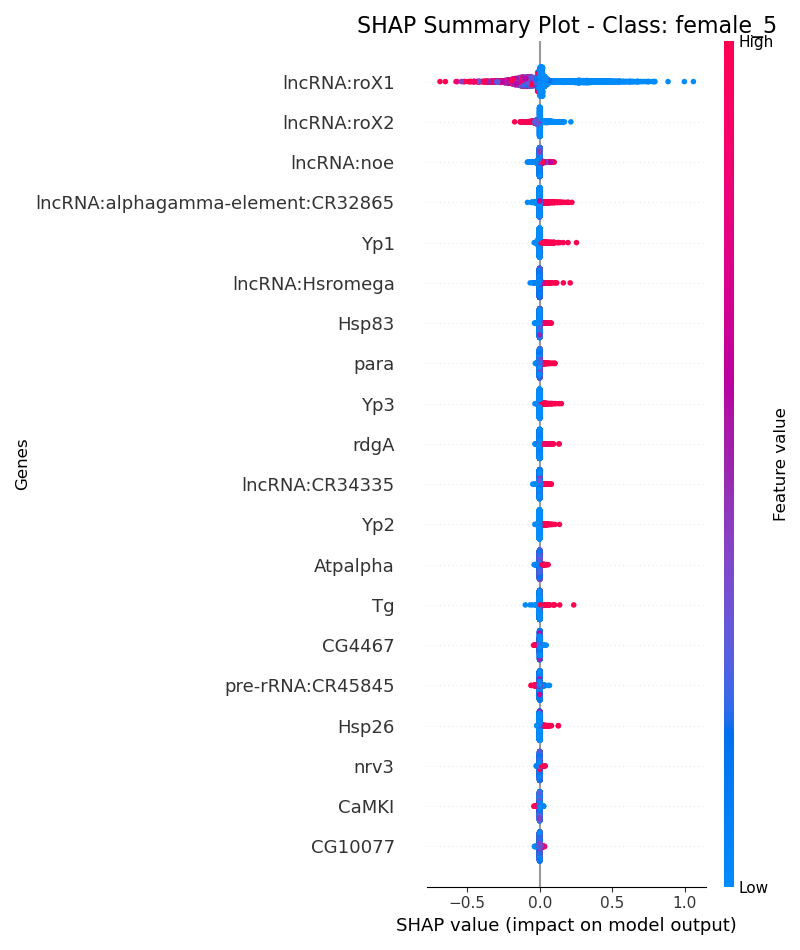 SHAP Summary Plot - Class: female_5
High
lncRNA:roX1
lncRNA:roX2
lncRNA:noe
lncRNA:alphagamma-element:CR32865
Yp1
lncRNA:Hsromega
Hsp83
para
Yp3
rdgA
lncRNA:CR34335
Yp2
Atpalpha
Tg
CG4467
pre-rRNA:CR45845
Hsp26
nrv3
CaMKI
CG10077
Genes
Feature value
Low
−0.5 0.0 0.5 1.0
SHAP value (impact on model output)